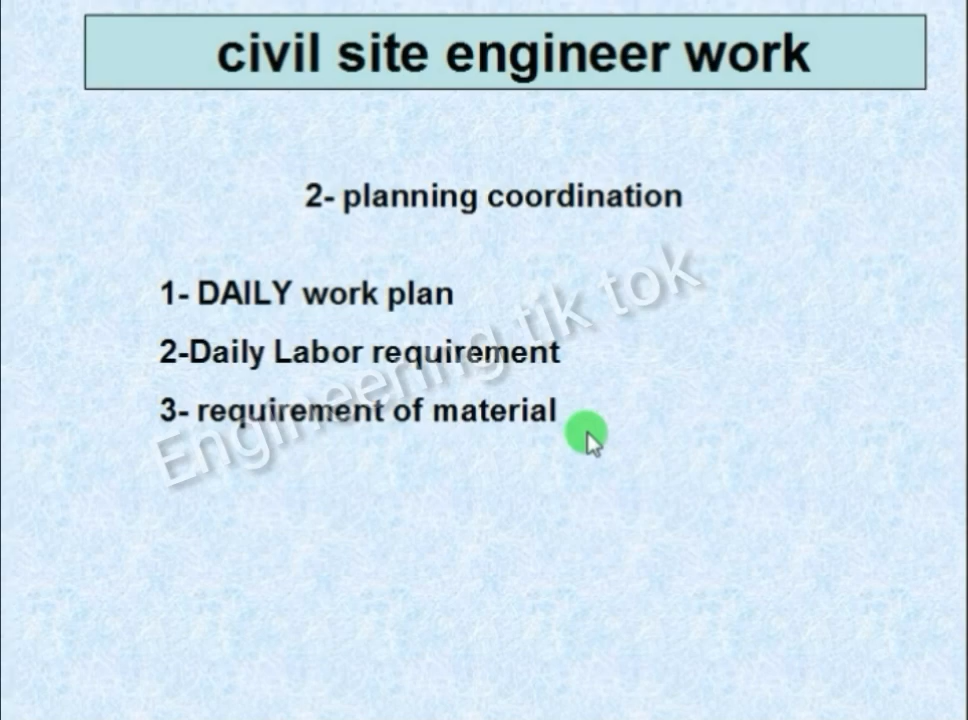 civil site engineer work
2- planning coordination
1- DAILY work plan
2-Daily Labor requirement
3- requirement of material
Engineering tik tok